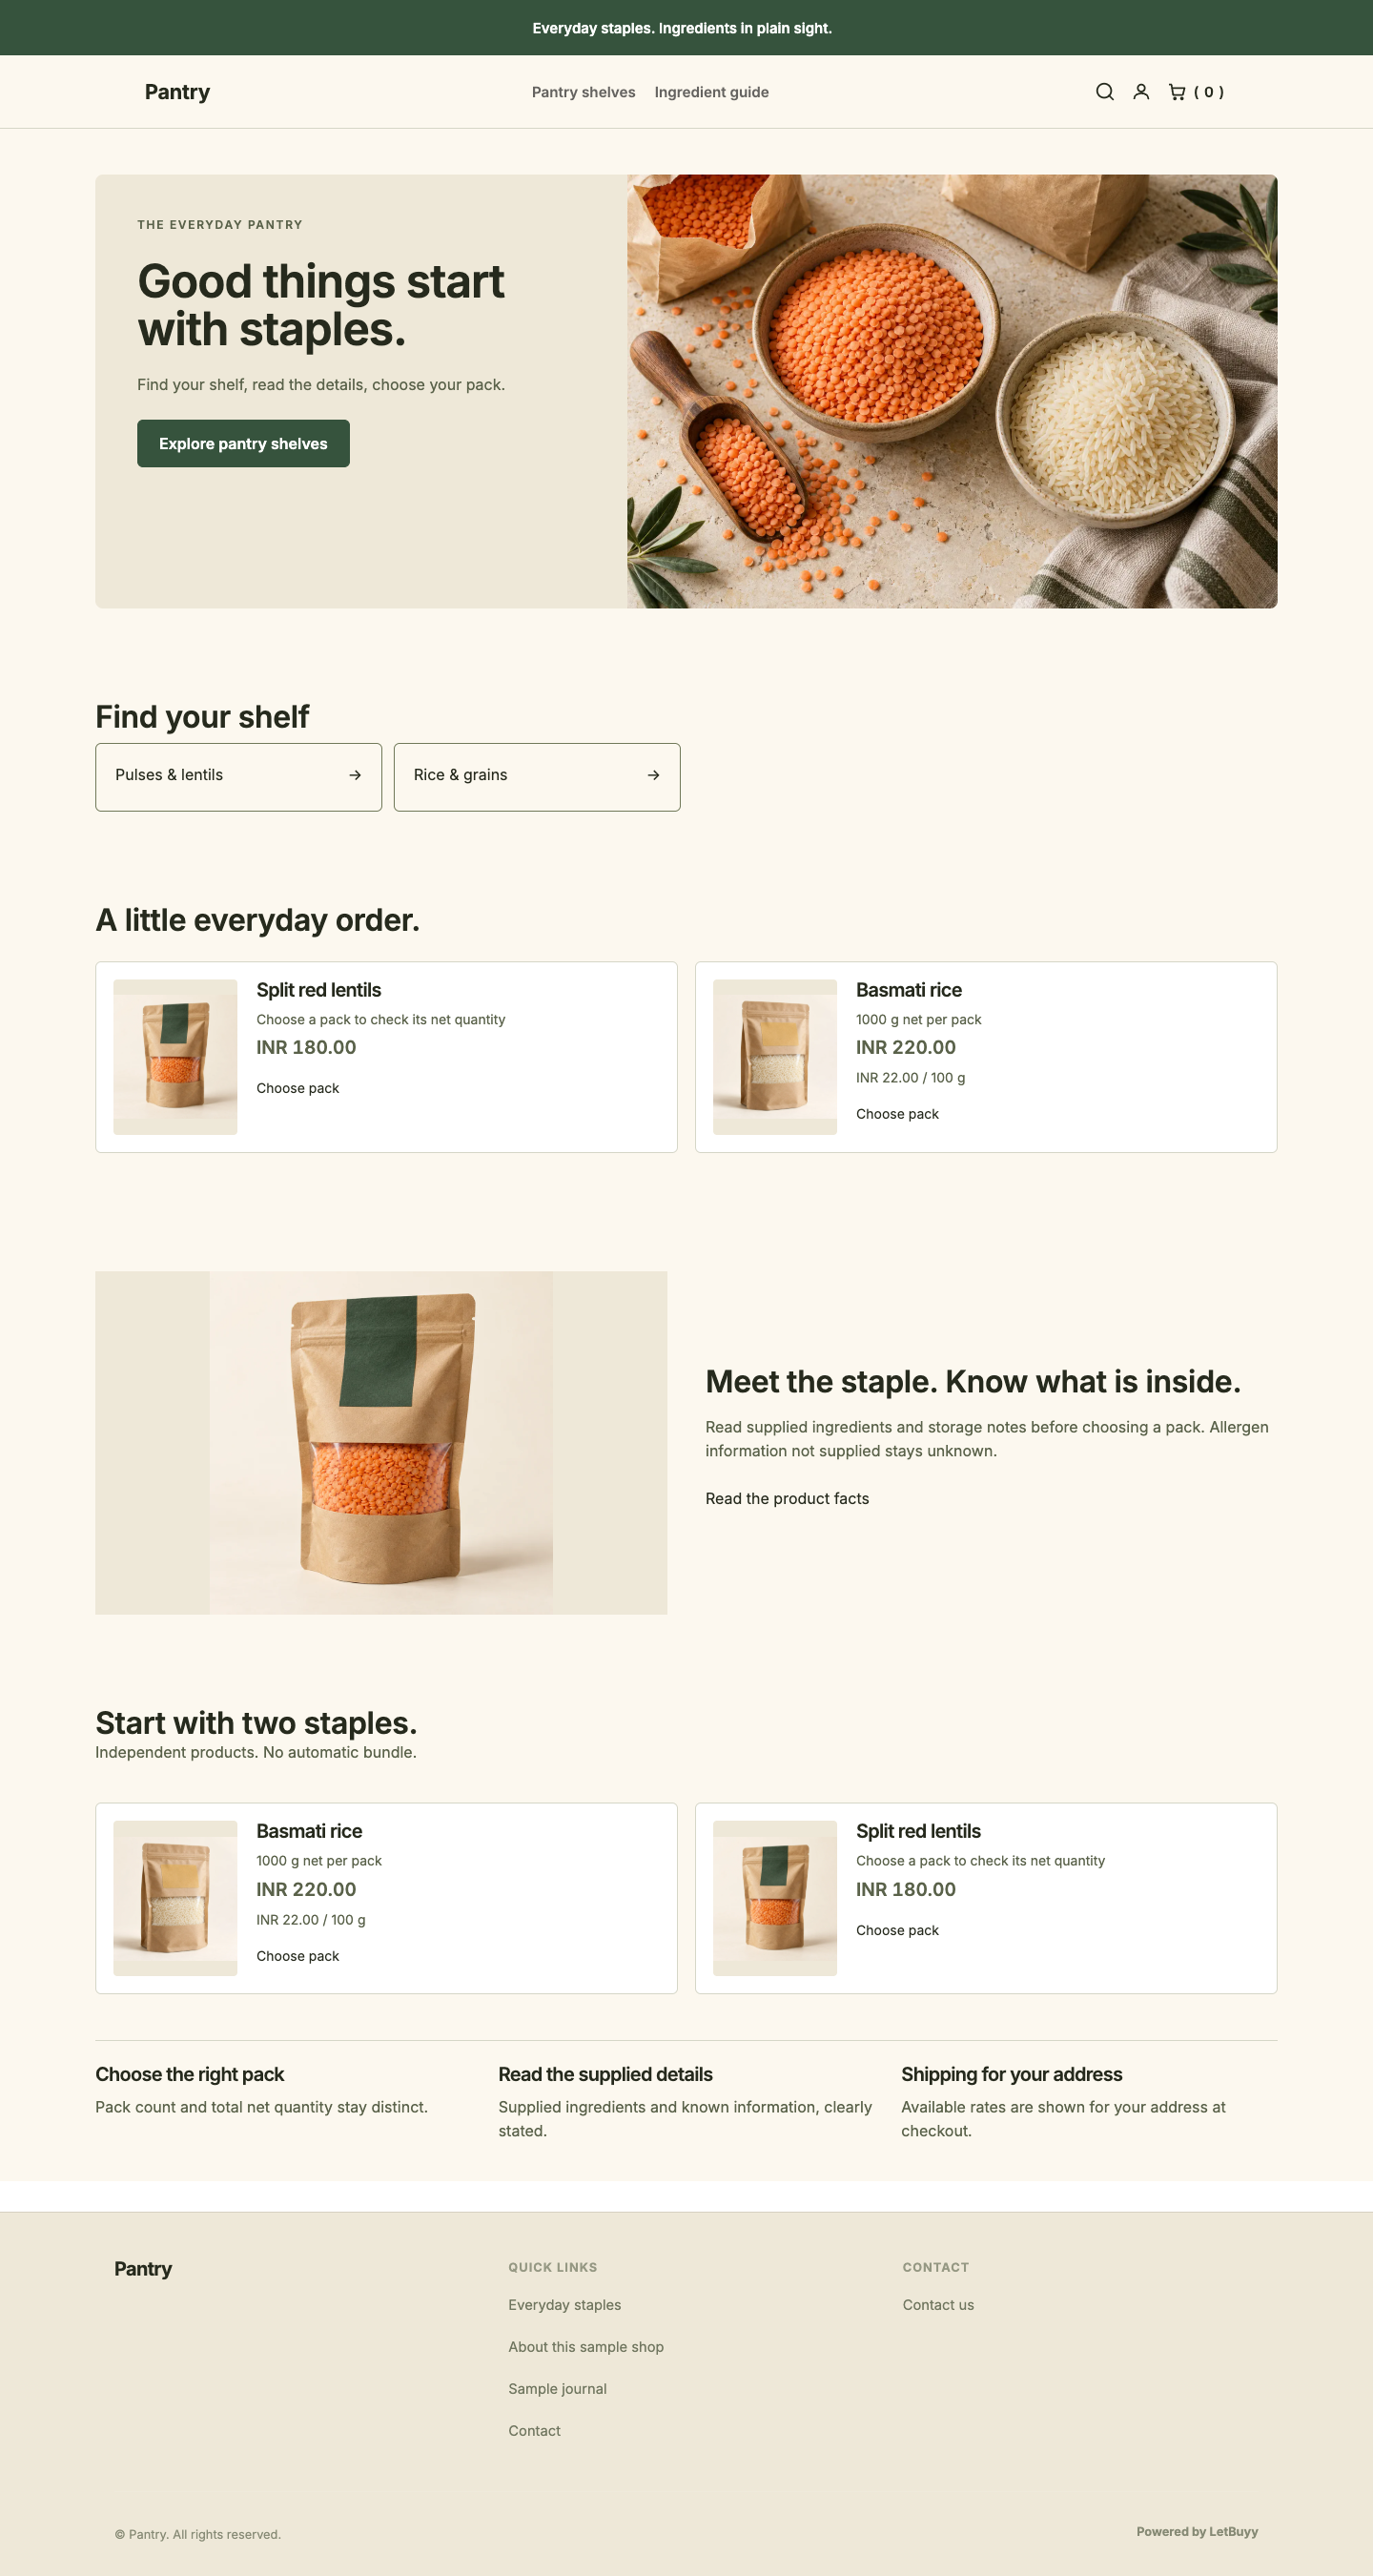 Everyday staples. Ingredients in plain sight.
Pantry
Pantry shelves
Ingredient guide
( 0 )
THE EVERYDAY PANTRY
Good things start
with staples.
Find your shelf, read the details, choose your pack.
Explore pantry shelves
Find your shelf
Pulses & lentils →
Rice & grains →
A little everyday order.
Split red lentils
Choose a pack to check its net quantity
INR 180.00
Choose pack
Basmati rice
1000 g net per pack
INR 220.00
INR 22.00 / 100 g
Choose pack
Meet the staple. Know what is inside.
Read supplied ingredients and storage notes before choosing a pack. Allergen
information not supplied stays unknown.
Read the product facts
Start with two staples.
Independent products. No automatic bundle.
Basmati rice
1000 g net per pack
INR 220.00
INR 22.00 / 100 g
Choose pack
Split red lentils
Choose a pack to check its net quantity
INR 180.00
Choose pack
Choose the right pack
Pack count and total net quantity stay distinct.
Read the supplied details
Supplied ingredients and known information, clearly
stated.
Shipping for your address
Available rates are shown for your address at
checkout.
Pantry
QUICK LINKS
Everyday staples
About this sample shop
Sample journal
Contact
CONTACT
Contact us
© Pantry. All rights reserved.
Powered by LetBuyy